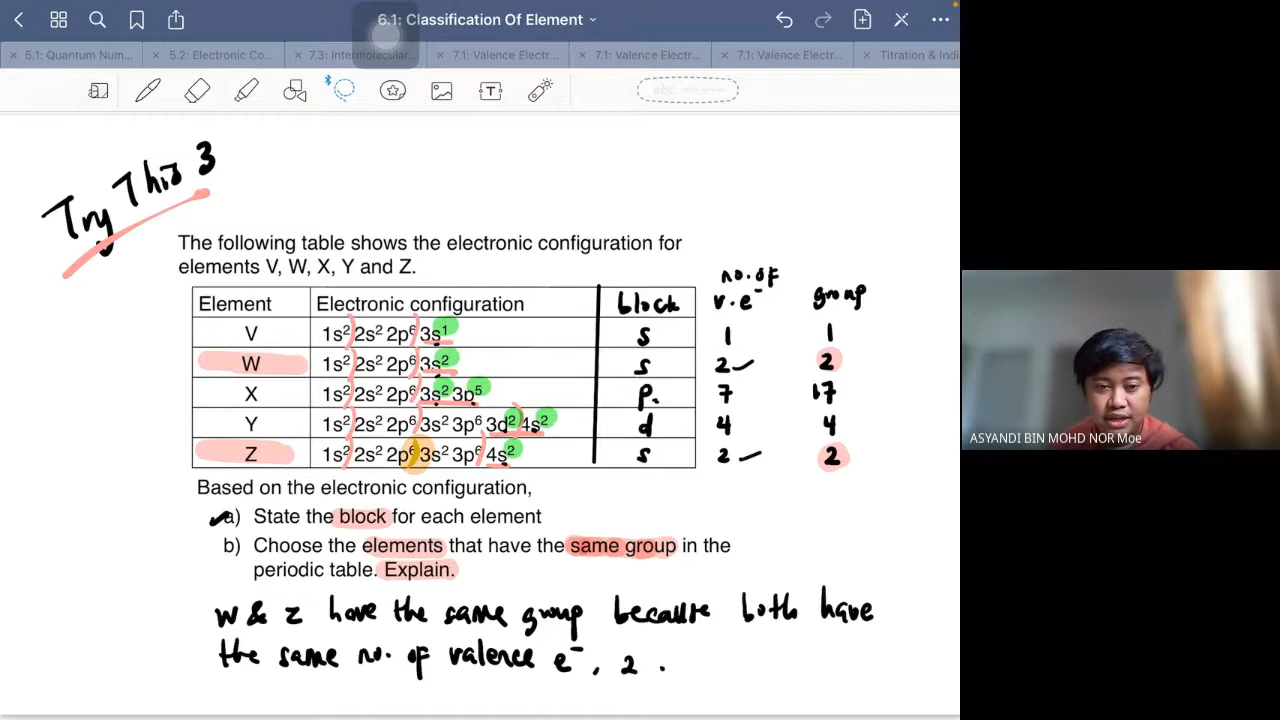 6.1: Classification Of Element
5.1: Quantum Num... 5.2: Electronic Co... 7.3: Intermolecular 7.1: Valence Electr... 7.1: Valence Electr... 7.1: Valence Electr... Titration & Indi
abc
Try This 3
The following table shows the electronic configuration for
elements V, W, X, Y and Z.
no. of
Element Electronic configuration block v.e⁻ group
V 1s² 2s² 2p⁶ 3s¹ s 1 1
W 1s² 2s² 2p⁶ 3s² s 2 2
X 1s² 2s² 2p⁶ 3s² 3p⁵ p 7 17
Y 1s² 2s² 2p⁶ 3s² 3p⁶ 3d² 4s² d 4 4
Z 1s² 2s² 2p⁶ 3s² 3p⁶ 4s² s 2 2
Based on the electronic configuration,
a) State the block for each element
b) Choose the elements that have the same group in the
periodic table. Explain.
W & Z have the same group because both have
the same no. of valence e⁻, 2.
ASYANDI BIN MOHD NOR Moe